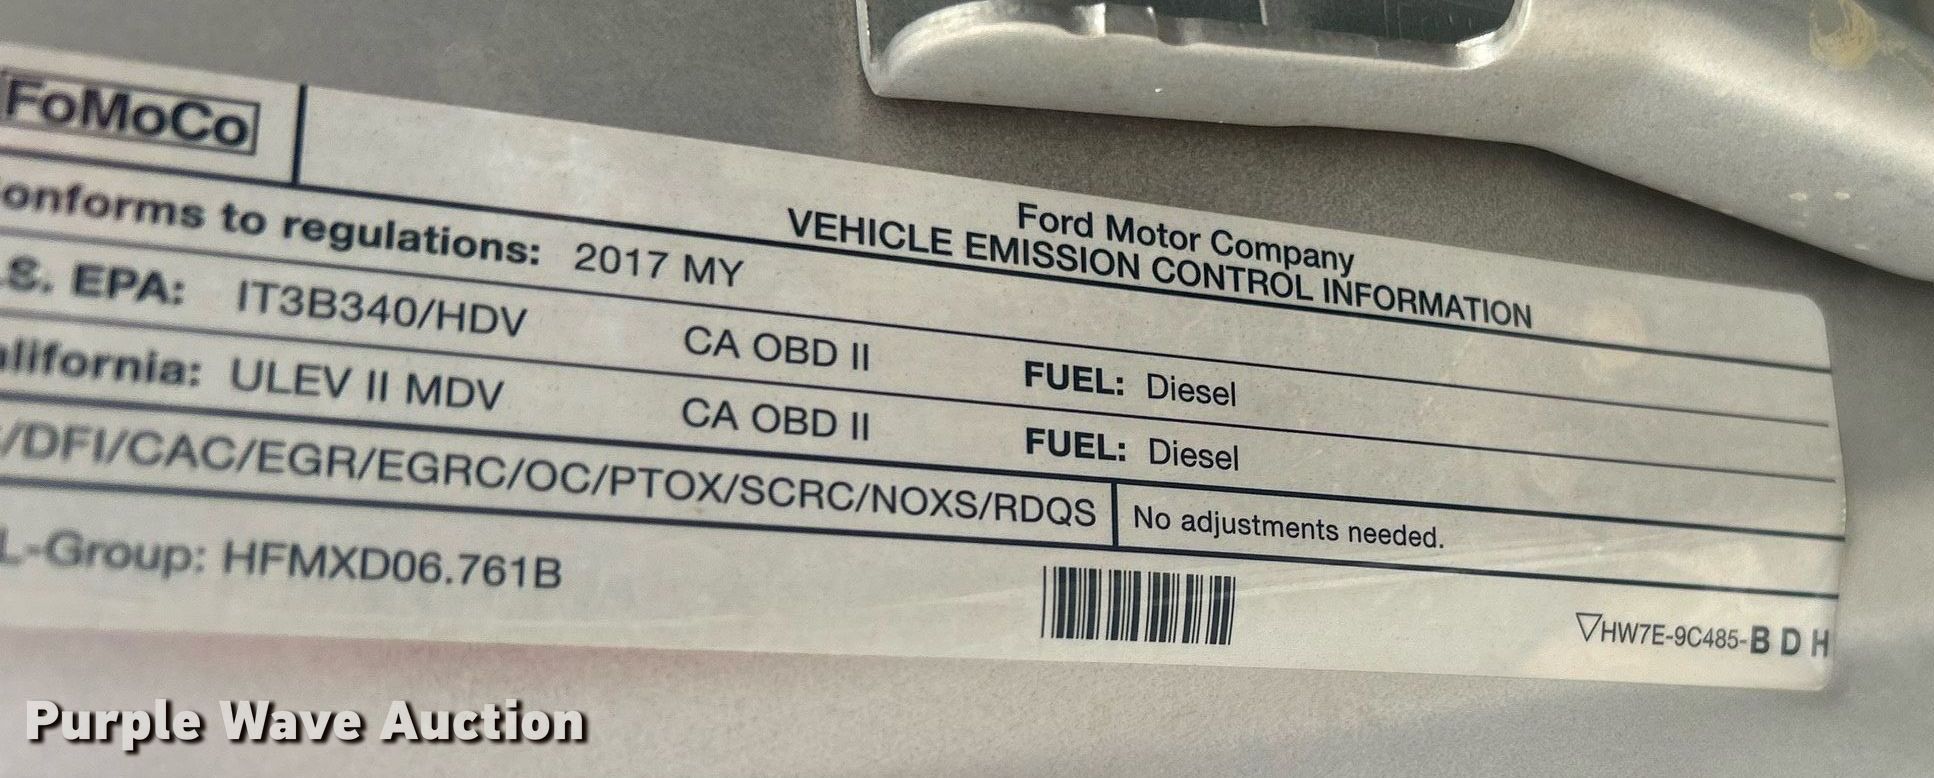 FoMoCo
Ford Motor Company
VEHICLE EMISSION CONTROL INFORMATION
onforms to regulations: 2017 MY
.S. EPA: IT3B340/HDV CA OBD II FUEL: Diesel
alifornia: ULEV II MDV CA OBD II FUEL: Diesel
/DFI/CAC/EGR/EGRC/OC/PTOX/SCRC/NOXS/RDQS No adjustments needed.
L-Group: HFMXD06.761B
▽HW7E-9C485-B D H
Purple Wave Auction